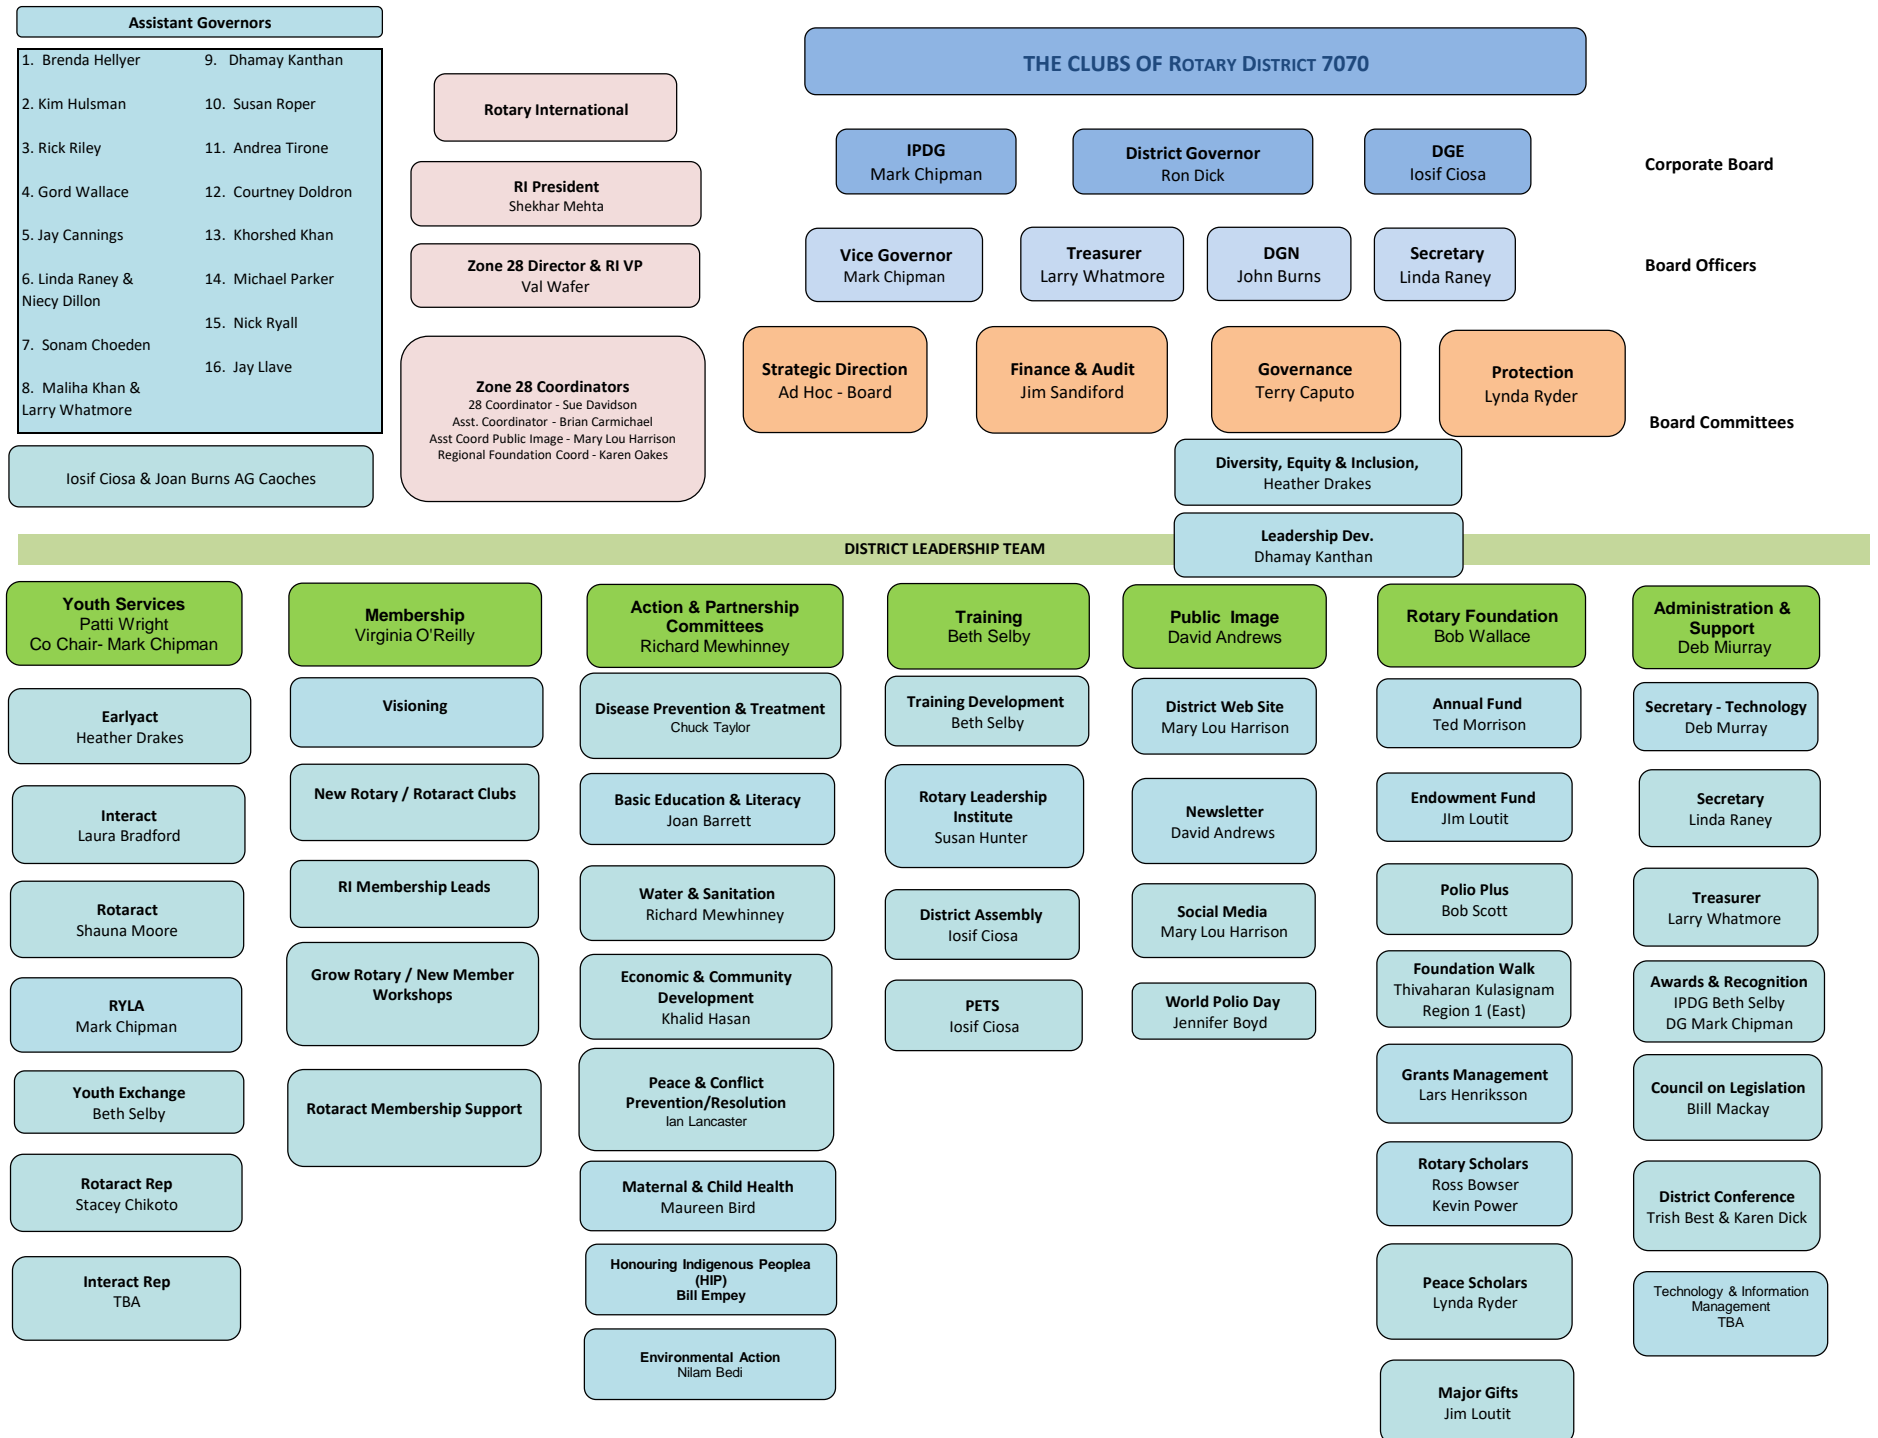 Assistant Governors
1. Brenda Hellyer
2. Kim Hulsman
3. Rick Riley
4. Gord Wallace
5. Jay Cannings
6. Linda Raney &
Niecy Dillon
7. Sonam Choeden
8. Maliha Khan &
Larry Whatmore
9. Dhamay Kanthan
10. Susan Roper
11. Andrea Tirone
12. Courtney Doldron
13. Khorshed Khan
14. Michael Parker
15. Nick Ryall
16. Jay Llave
Iosif Ciosa & Joan Burns AG Caoches
Rotary International
RI President
Shekhar Mehta
Zone 28 Director & RI VP
Val Wafer
Zone 28 Coordinators
28 Coordinator - Sue Davidson
Asst. Coordinator - Brian Carmichael
Asst Coord Public Image - Mary Lou Harrison
Regional Foundation Coord - Karen Oakes
THE CLUBS OF ROTARY DISTRICT 7070
IPDG
Mark Chipman
District Governor
Ron Dick
DGE
Iosif Ciosa
Corporate Board
Vice Governor
Mark Chipman
Treasurer
Larry Whatmore
DGN
John Burns
Secretary
Linda Raney
Board Officers
Strategic Direction
Ad Hoc - Board
Finance & Audit
Jim Sandiford
Governance
Terry Caputo
Protection
Lynda Ryder
Board Committees
Diversity, Equity & Inclusion,
Heather Drakes
Leadership Dev.
Dhamay Kanthan
DISTRICT LEADERSHIP TEAM
Youth Services
Patti Wright
Co Chair- Mark Chipman
Earlyact
Heather Drakes
Interact
Laura Bradford
Rotaract
Shauna Moore
RYLA
Mark Chipman
Youth Exchange
Beth Selby
Rotaract Rep
Stacey Chikoto
Interact Rep
TBA
Membership
Virginia O'Reilly
Visioning
New Rotary / Rotaract Clubs
RI Membership Leads
Grow Rotary / New Member
Workshops
Rotaract Membership Support
Action & Partnership
Committees
Richard Mewhinney
Disease Prevention & Treatment
Chuck Taylor
Basic Education & Literacy
Joan Barrett
Water & Sanitation
Richard Mewhinney
Economic & Community
Development
Khalid Hasan
Peace & Conflict
Prevention/Resolution
Ian Lancaster
Maternal & Child Health
Maureen Bird
Honouring Indigenous Peoplea
(HIP)
Bill Empey
Environmental Action
Nilam Bedi
Training
Beth Selby
Training Development
Beth Selby
Rotary Leadership
Institute
Susan Hunter
District Assembly
Iosif Ciosa
PETS
Iosif Ciosa
Public Image
David Andrews
District Web Site
Mary Lou Harrison
Newsletter
David Andrews
Social Media
Mary Lou Harrison
World Polio Day
Jennifer Boyd
Rotary Foundation
Bob Wallace
Annual Fund
Ted Morrison
Endowment Fund
JIm Loutit
Polio Plus
Bob Scott
Foundation Walk
Thivaharan Kulasignam
Region 1 (East)
Grants Management
Lars Henriksson
Rotary Scholars
Ross Bowser
Kevin Power
Peace Scholars
Lynda Ryder
Major Gifts
Jim Loutit
Administration &
Support
Deb Miurray
Secretary - Technology
Deb Murray
Secretary
Linda Raney
Treasurer
Larry Whatmore
Awards & Recognition
IPDG Beth Selby
DG Mark Chipman
Council on Legislation
BIill Mackay
District Conference
Trish Best & Karen Dick
Technology & Information
Management
TBA